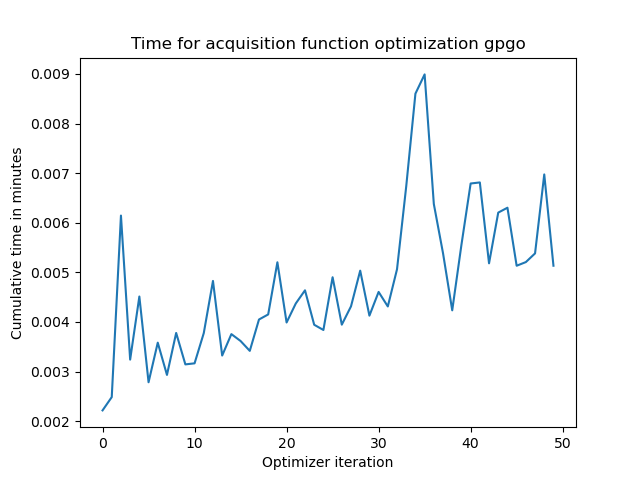 Time for acquisition function optimization gpgo
Cumulative time in minutes
0.009
0.008
0.007
0.006
0.005
0.004
0.003
0.002
0 10 20 30 40 50
Optimizer iteration